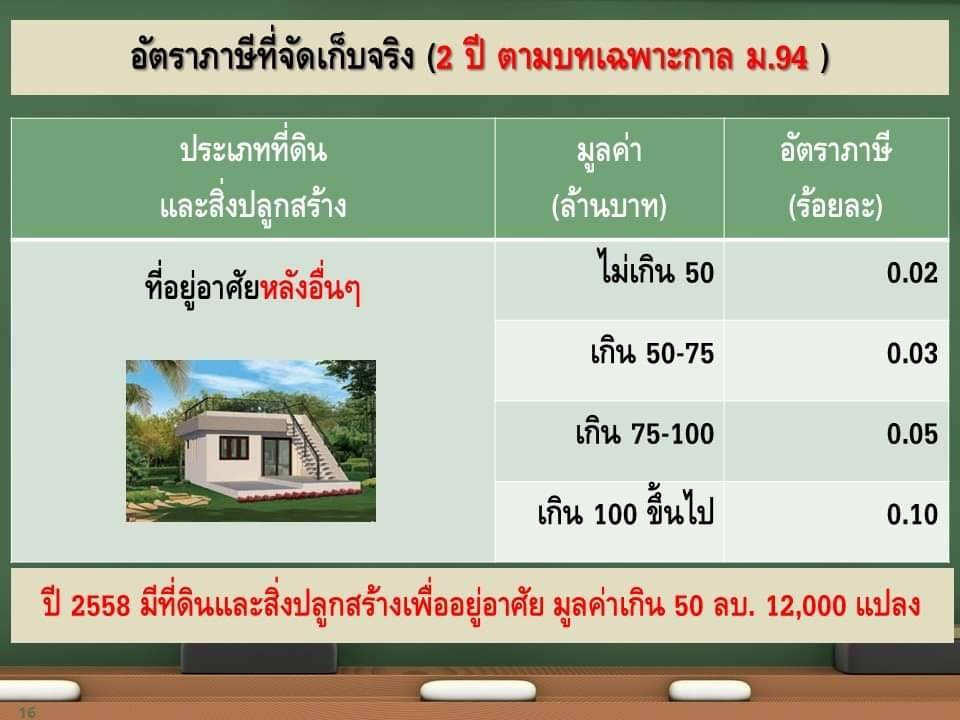 อัตราภาษีที่จัดเก็บจริง (2 ปี ตามบทเฉพาะกาล ม.94 )
ประเภทที่ดิน
และสิ่งปลูกสร้าง
มูลค่า
(ล้านบาท)
อัตราภาษี
(ร้อยละ)
ที่อยู่อาศัยหลังอื่นๆ
ไม่เกิน 50
0.02
เกิน 50-75
0.03
เกิน 75-100
0.05
เกิน 100 ขึ้นไป
0.10
ปี 2558 มีที่ดินและสิ่งปลูกสร้างเพื่ออยู่อาศัย มูลค่าเกิน 50 ลบ. 12,000 แปลง
16